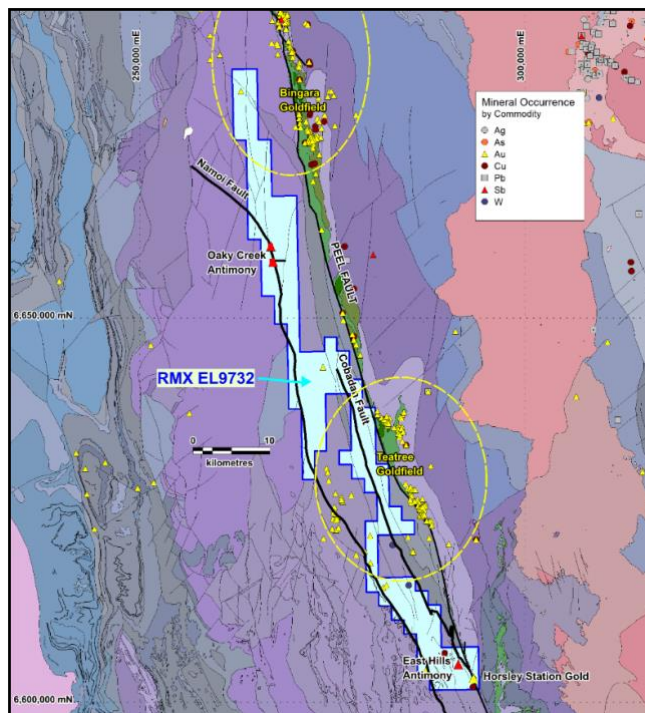 250,000 mE
300,000 mE
Bingara
Goldfield
Mineral Occurrence
by Commodity
Ag
As
Au
Cu
Pb
Sb
W
Namoi Fault
Oaky Creek
Antimony
PEEL FAULT
6,650,000 mN
RMX EL9732
Cobadah Fault
0 10
kilometres
Teatree
Goldfield
East Hills
Antimony
Horsley Station Gold
6,600,000 mN